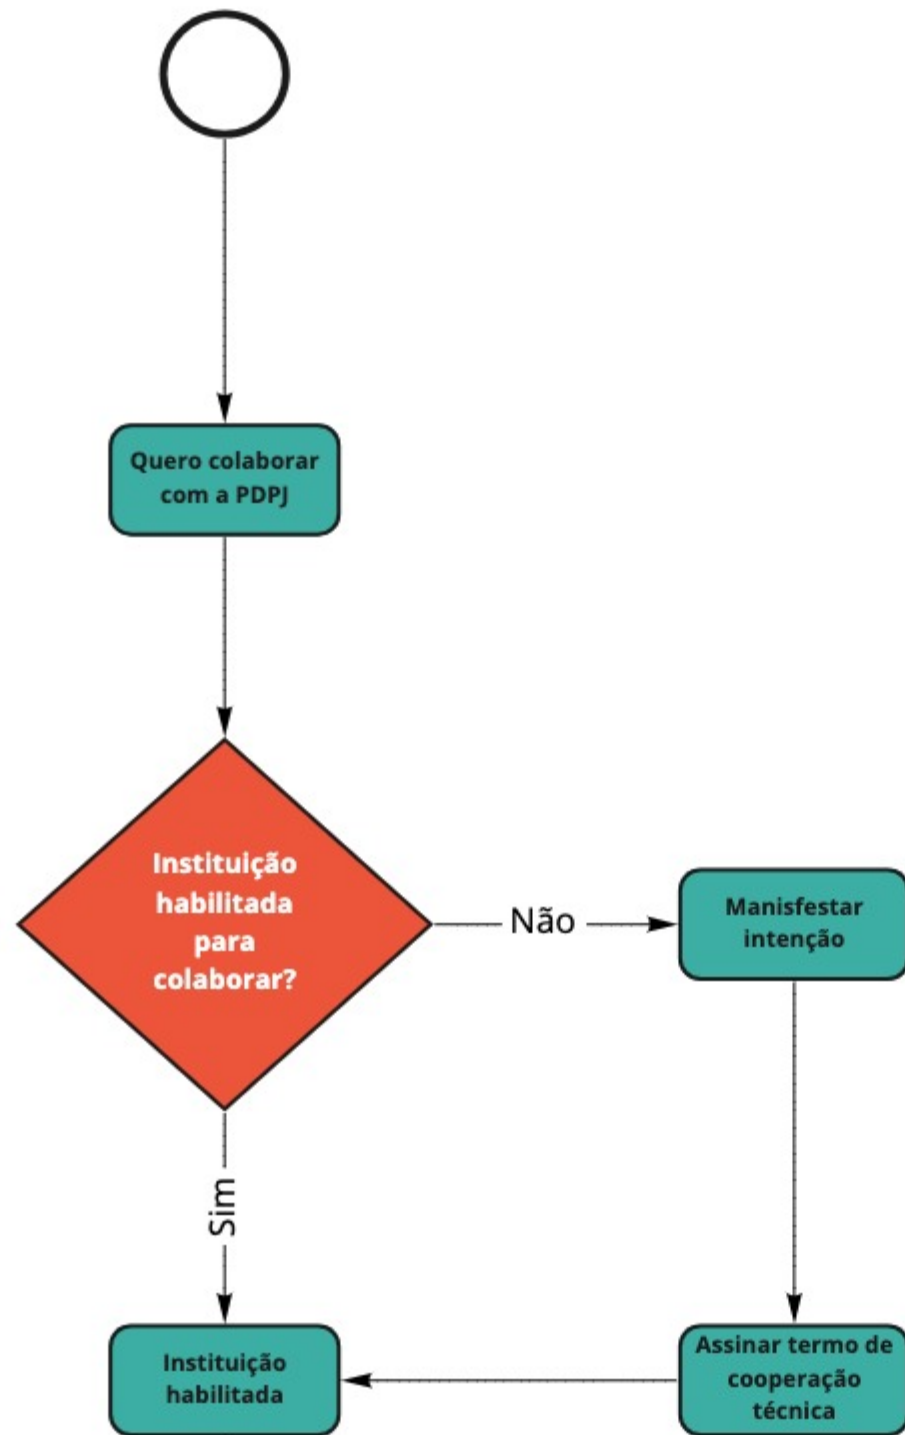 Quero colaborar
com a PDPJ
Instituição
habilitada
para
colaborar?
Não
Manisfestar
intenção
Sim
Instituição
habilitada
Assinar termo de
cooperação
técnica